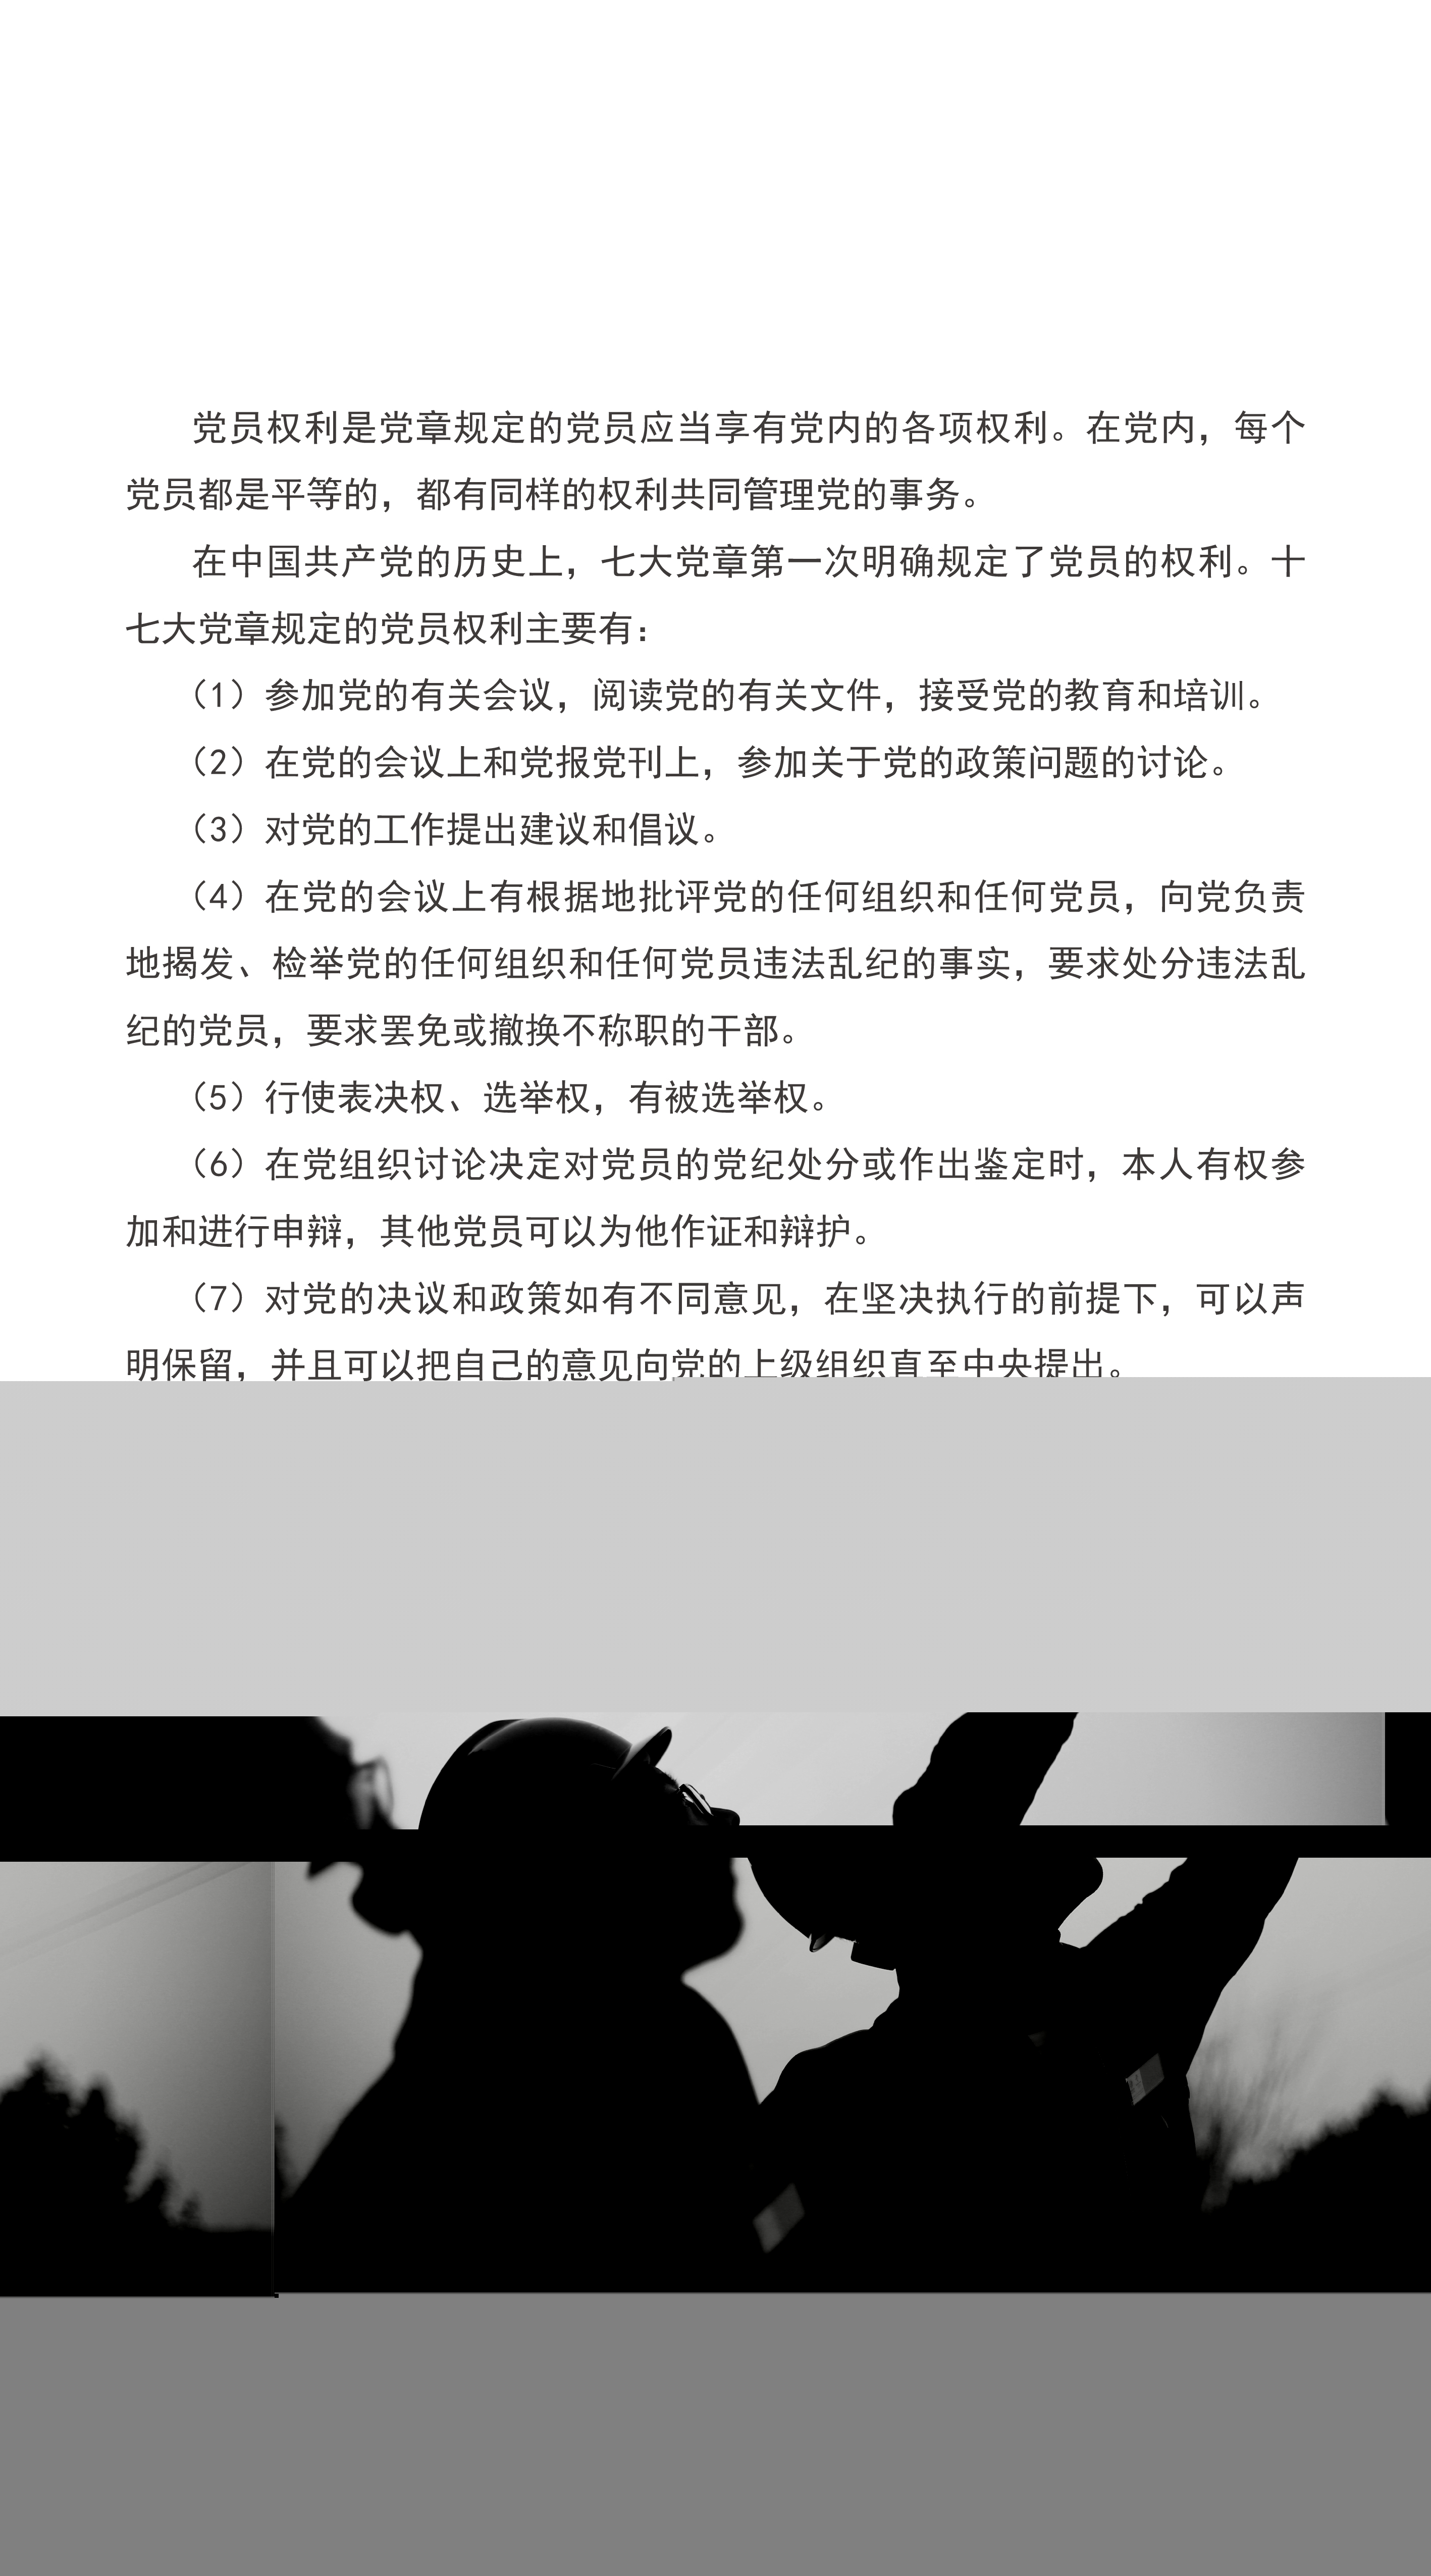 党员权利是党章规定的党员应当享有党内的各项权利。在党内，每个
党员都是平等的，都有同样的权利共同管理党的事务。
在中国共产党的历史上，七大党章第一次明确规定了党员的权利。十
七大党章规定的党员权利主要有：
（1）参加党的有关会议，阅读党的有关文件，接受党的教育和培训。
（2）在党的会议上和党报党刊上，参加关于党的政策问题的讨论。
（3）对党的工作提出建议和倡议。
（4）在党的会议上有根据地批评党的任何组织和任何党员，向党负责
地揭发、检举党的任何组织和任何党员违法乱纪的事实，要求处分违法乱
纪的党员，要求罢免或撤换不称职的干部。
（5）行使表决权、选举权，有被选举权。
（6）在党组织讨论决定对党员的党纪处分或作出鉴定时，本人有权参
加和进行申辩，其他党员可以为他作证和辩护。
（7）对党的决议和政策如有不同意见，在坚决执行的前提下，可以声
明保留，并且可以把自己的意见向党的上级组织直至中央提出。